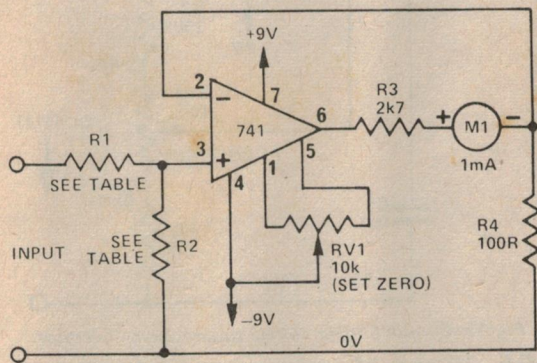 +9V
2
7
R3
2k7
6
+
M1
−
1mA
741
−
+
3
5
4
1
R1
SEE TABLE
INPUT
SEE
TABLE
R2
RV1
10k
(SET ZERO)
R4
100R
−9V
0V